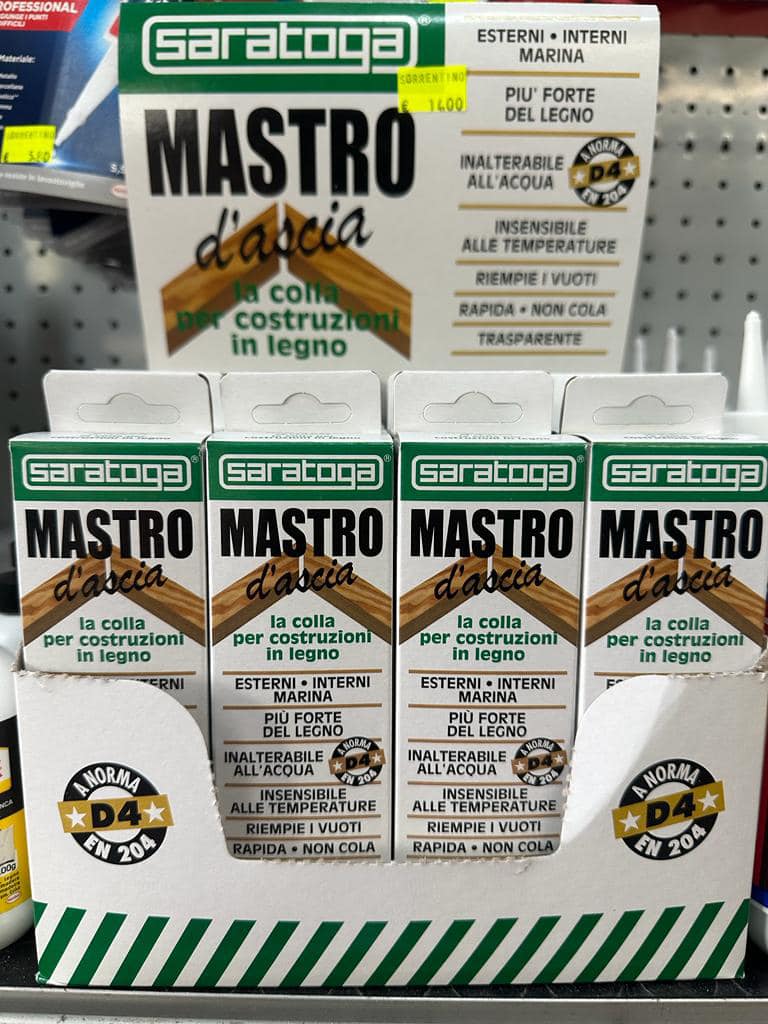 PROFESSIONAL
Materiale:
SORRENTINO
€ 5.80
saratoga®
SORRENTINO
€ 14.00
MASTRO
d'ascia
la colla
per costruzioni
in legno
ESTERNI • INTERNI
MARINA
PIU' FORTE
DEL LEGNO
INALTERABILE
ALL'ACQUA
A NORMA
D4
EN 204
INSENSIBILE
ALLE TEMPERATURE
RIEMPIE I VUOTI
RAPIDA • NON COLA
TRASPARENTE
saratoga®
MASTRO
d'ascia
la colla
per costruzioni
in legno
saratoga®
MASTRO
d'ascia
la colla
per costruzioni
in legno
ESTERNI • INTERNI
MARINA
PIÙ FORTE
DEL LEGNO
INALTERABILE
ALL'ACQUA
A NORMA
D4
EN 204
INSENSIBILE
ALLE TEMPERATURE
RIEMPIE I VUOTI
RAPIDA • NON COLA
saratoga®
MASTRO
d'ascia
la colla
per costruzioni
in legno
ESTERNI • INTERNI
MARINA
PIÙ FORTE
DEL LEGNO
INALTERABILE
ALL'ACQUA
A NORMA
D4
EN 204
INSENSIBILE
ALLE TEMPERATURE
RIEMPIE I VUOTI
RAPIDA • NON COLA
saratoga
MASTRO
d'ascia
la colla
per costruzioni
in legno
A NORMA
D4
EN 204
A NORMA
D4
EN 204